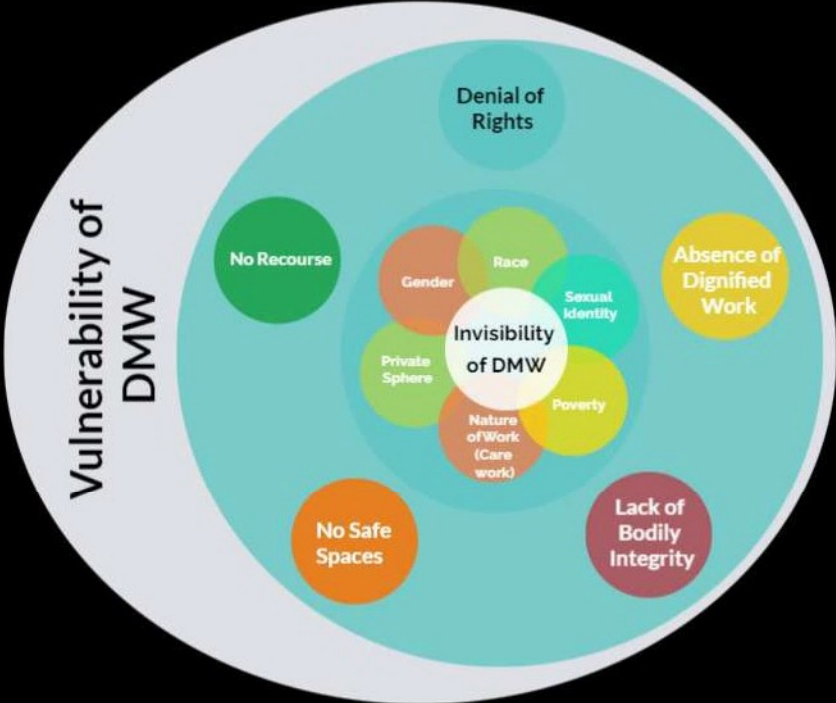 Vulnerability of
DMW
Denial of
Rights
No Recourse
Absence of
Dignified
Work
Race
Gender
Sexual
Identity
Invisibility
of DMW
Private
Sphere
Poverty
Nature
of Work
(Care
work)
No Safe
Spaces
Lack of
Bodily
Integrity